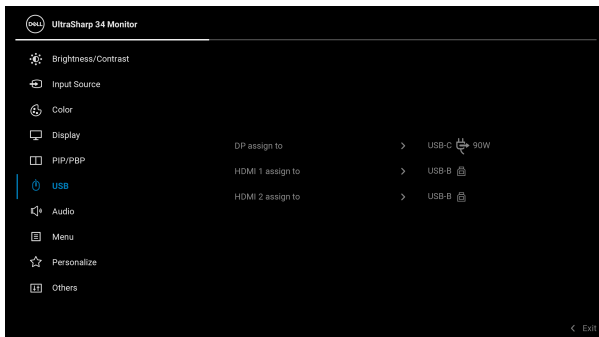 DELL UltraSharp 34 Monitor
Brightness/Contrast
Input Source
Color
Display
DP assign to USB-C 90W
PIP/PBP
HDMI 1 assign to USB-B
USB
HDMI 2 assign to USB-B
Audio
Menu
Personalize
Others
Exit